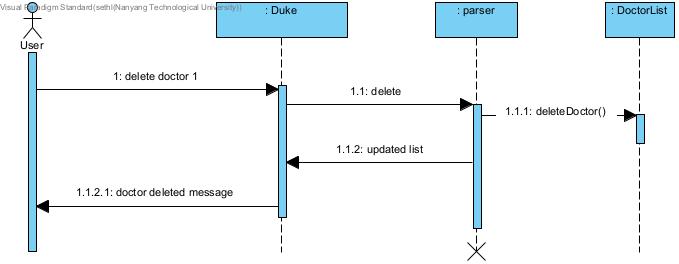 Visual Paradigm Standard(sethl(Nanyang Technological University))
: Duke
: parser
: DoctorList
User
1: delete doctor 1
1.1: delete
1.1.1: deleteDoctor()
1.1.2: updated list
1.1.2.1: doctor deleted message